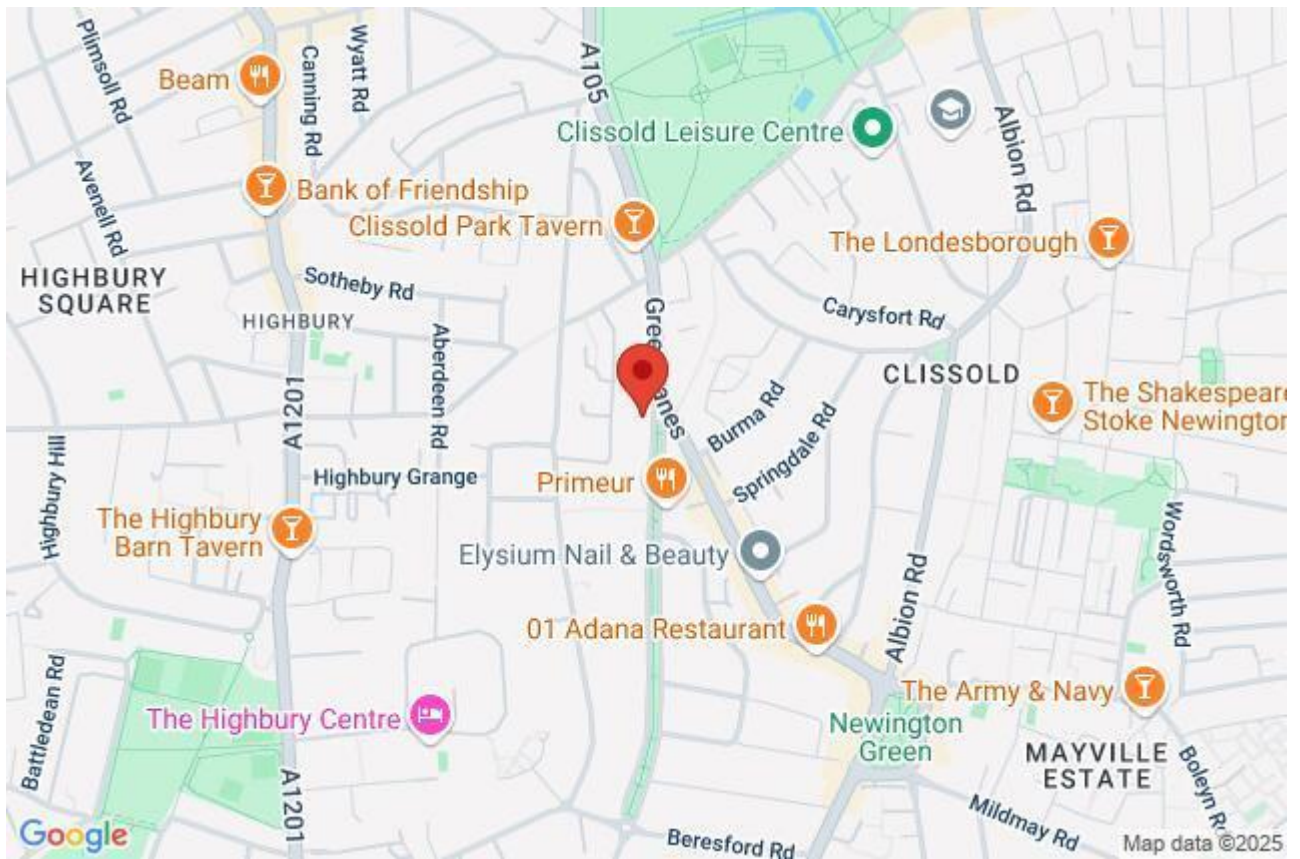 Plimsoll Rd
Wyatt Rd
Canning Rd
Beam
A105
Clissold Leisure Centre
Albion Rd
Avenell Rd
Bank of Friendship
Clissold Park Tavern
The Londesborough
HIGHBURY
SQUARE
Sotheby Rd
HIGHBURY
Carysfort Rd
Aberdeen Rd
CLISSOLD
A1201
The Shakespeare
Stoke Newington
Burma Rd
Springdale Rd
Highbury Hill
Highbury Grange
Primeur
The Highbury
Barn Tavern
Wordsworth Rd
Elysium Nail & Beauty
Albion Rd
01 Adana Restaurant
Battledean Rd
The Highbury Centre
The Army & Navy
Newington
Green
MAYVILLE
ESTATE
Boleyn Rd
A1201
Mildmay Rd
Beresford Rd
Google
Map data ©2025